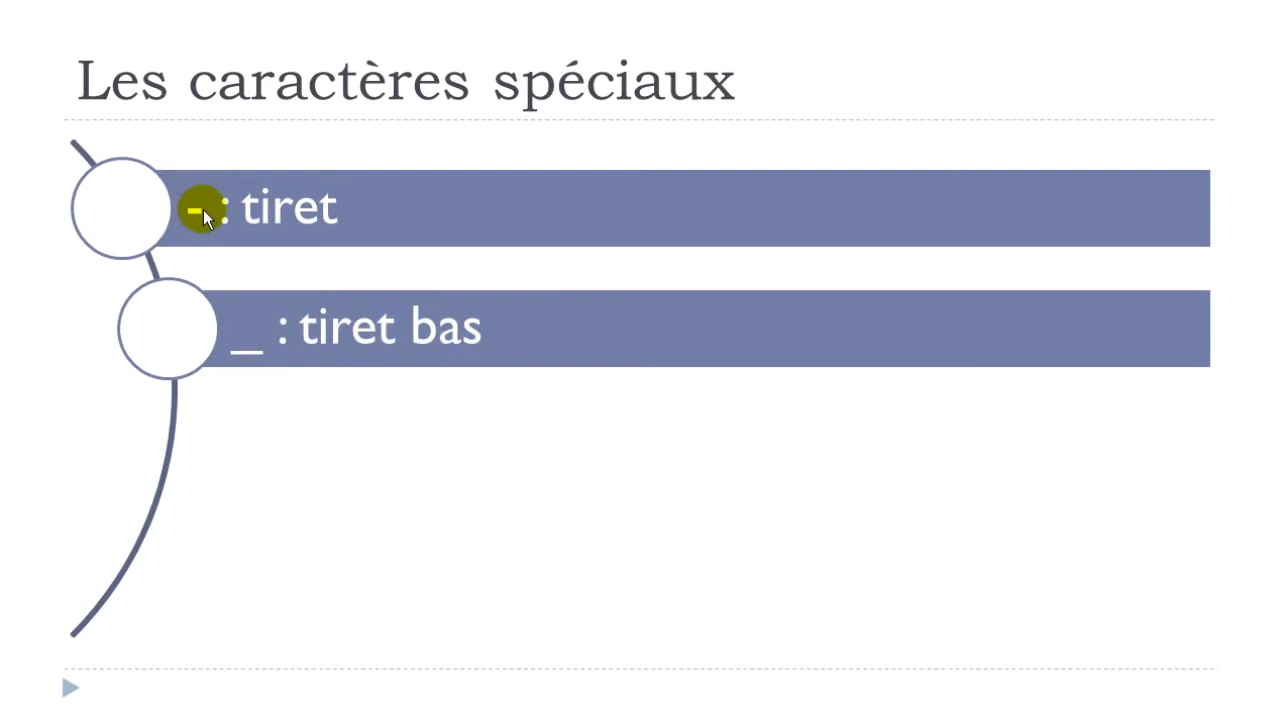 Les caractères spéciaux
- : tiret
_ : tiret bas